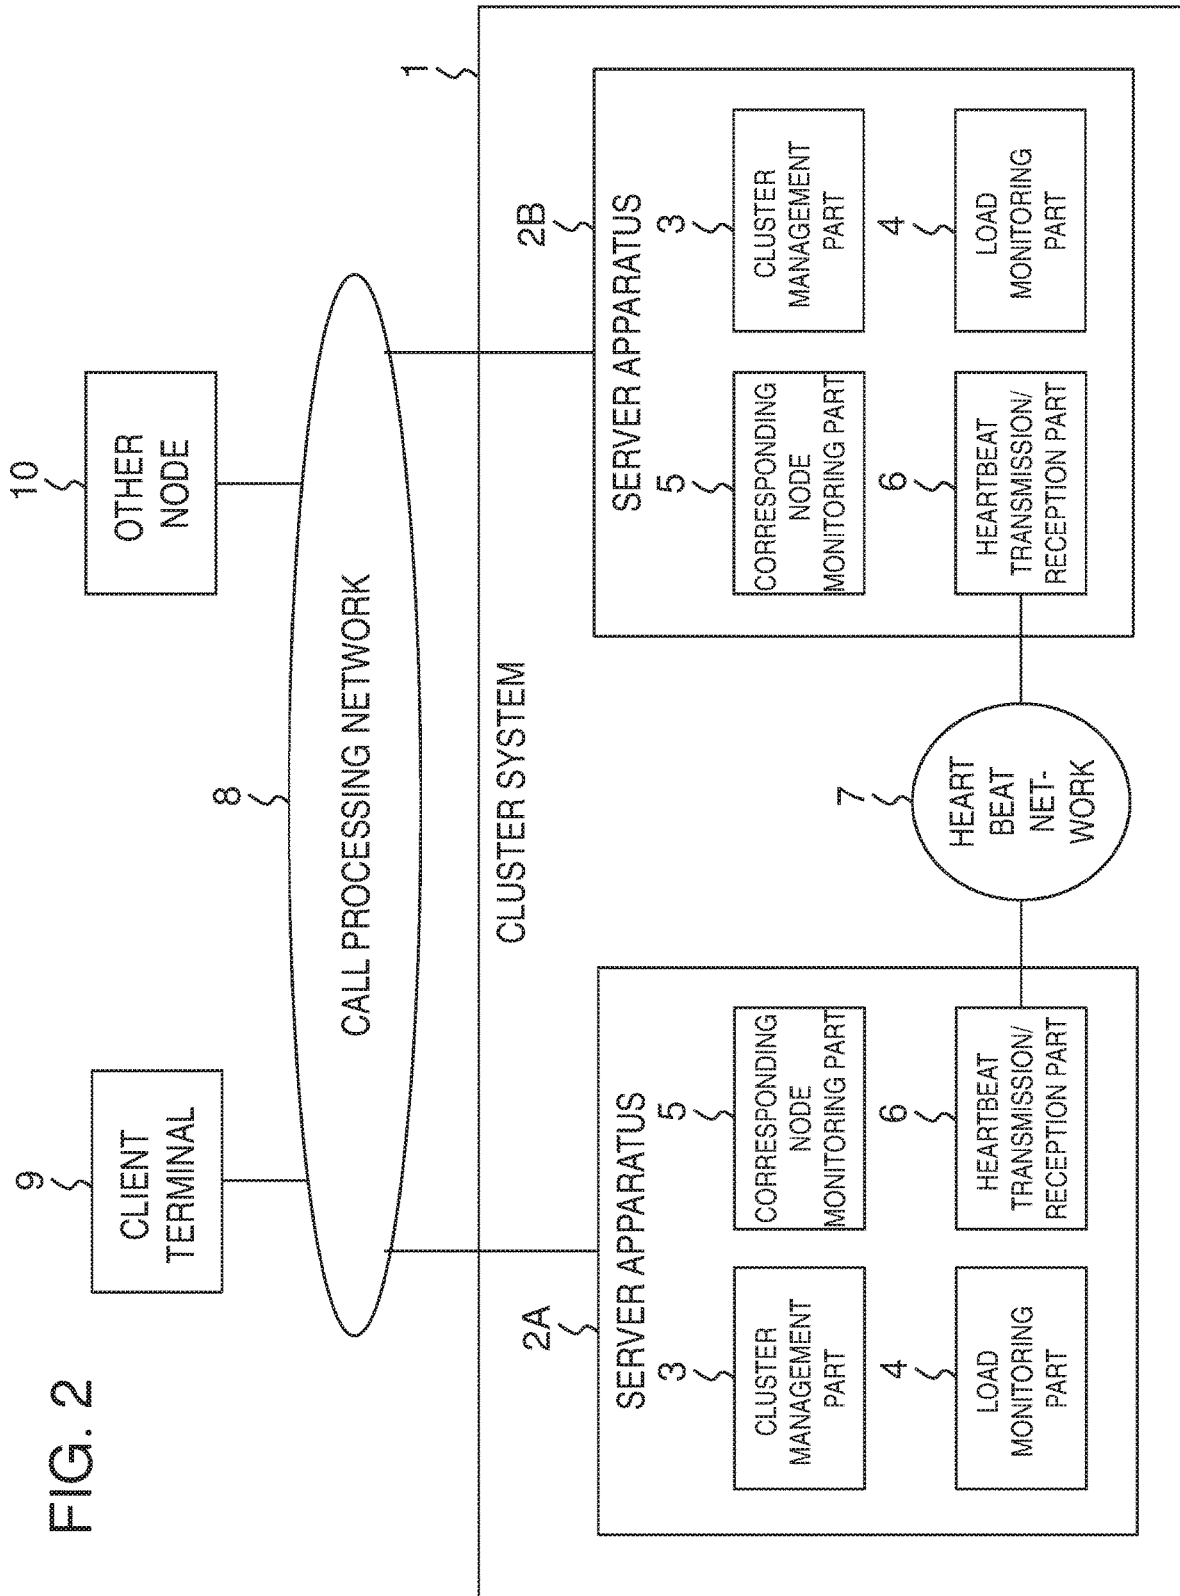 FIG. 2
9
CLIENT
TERMINAL
10
OTHER
NODE
8
CALL PROCESSING NETWORK
1
CLUSTER SYSTEM
2A
SERVER APPARATUS
3
CLUSTER
MANAGEMENT
PART
5
CORRESPONDING
NODE
MONITORING PART
4
LOAD
MONITORING
PART
6
HEARTBEAT
TRANSMISSION/
RECEPTION PART
7
HEART
BEAT
NET-
WORK
2B
SERVER APPARATUS
5
CORRESPONDING
NODE
MONITORING PART
3
CLUSTER
MANAGEMENT
PART
6
HEARTBEAT
TRANSMISSION/
RECEPTION PART
4
LOAD
MONITORING
PART